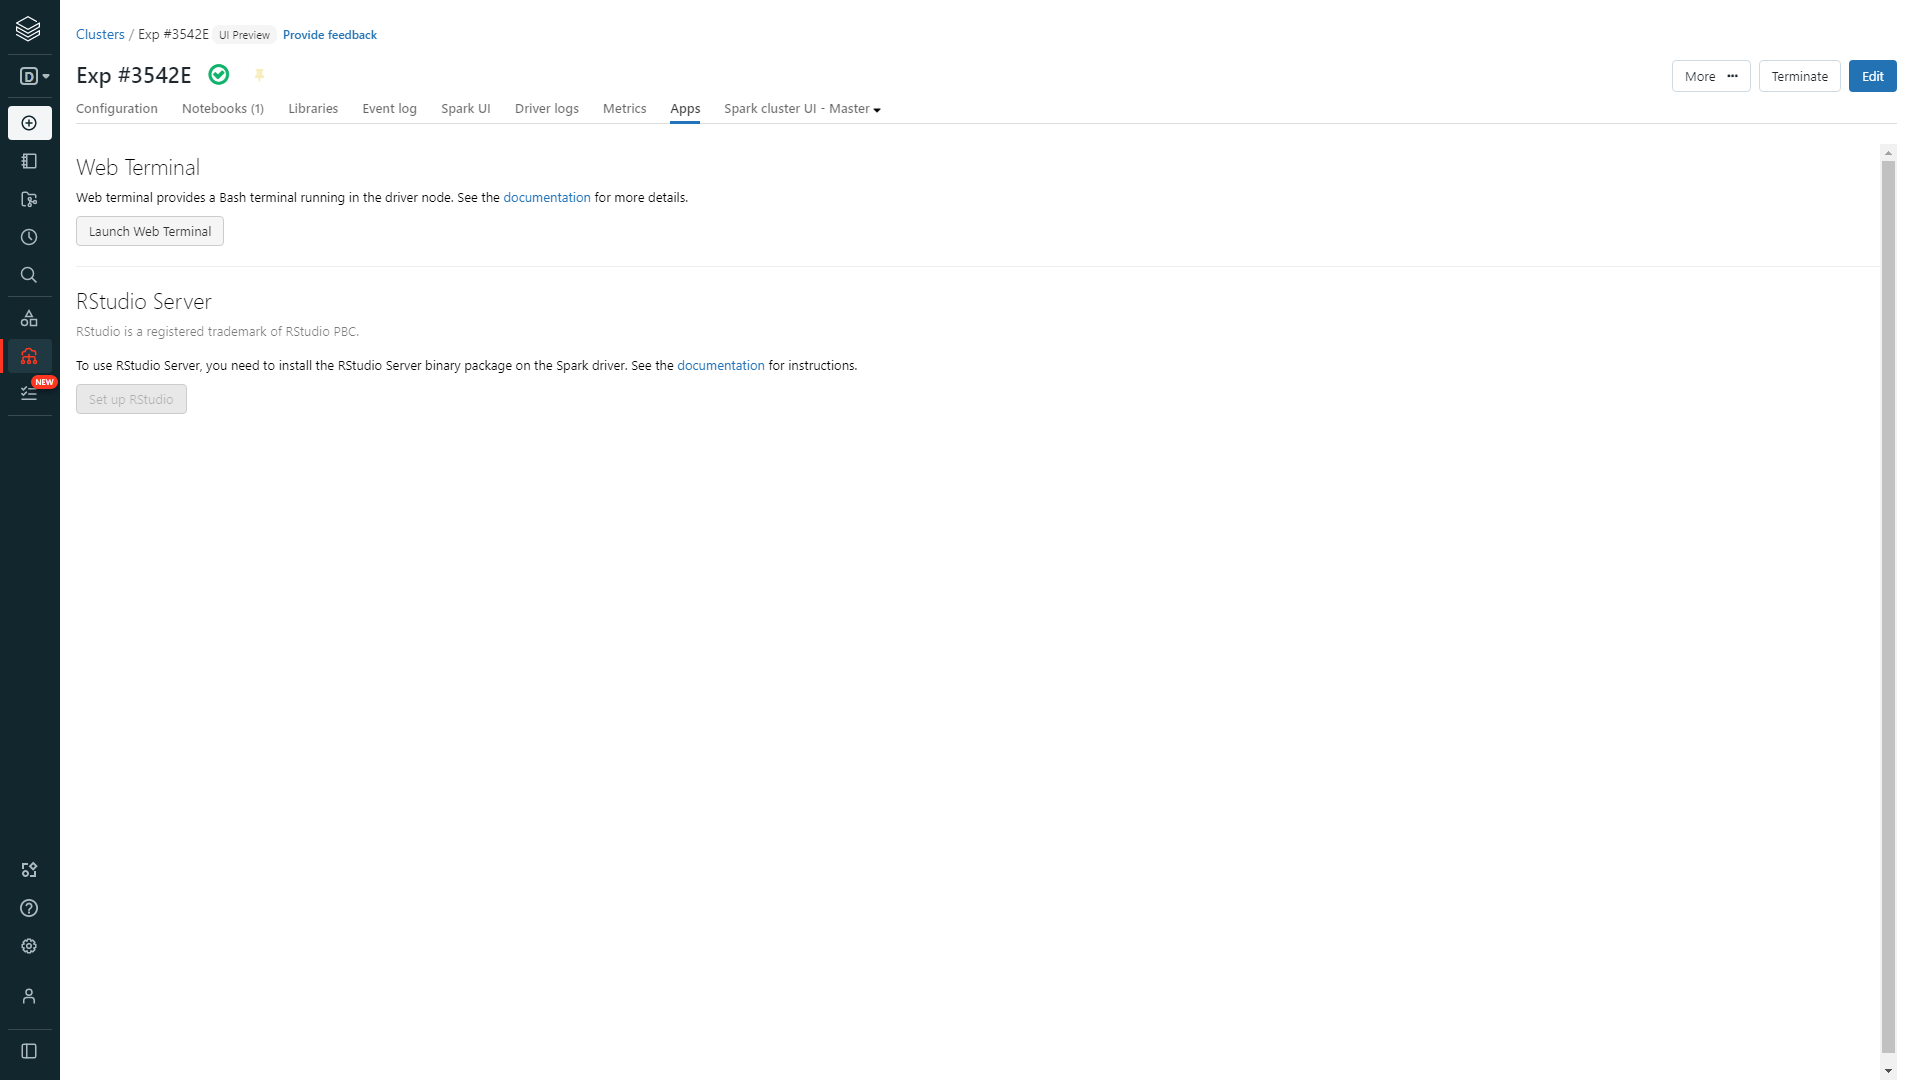 Clusters / Exp #3542E UI Preview Provide feedback
Exp #3542E
More ••• Terminate Edit
Configuration Notebooks (1) Libraries Event log Spark UI Driver logs Metrics Apps Spark cluster UI - Master
D
Web Terminal
Web terminal provides a Bash terminal running in the driver node. See the documentation for more details.
Launch Web Terminal
RStudio Server
RStudio is a registered trademark of RStudio PBC.
To use RStudio Server, you need to install the RStudio Server binary package on the Spark driver. See the documentation for instructions.
NEW
Set up RStudio